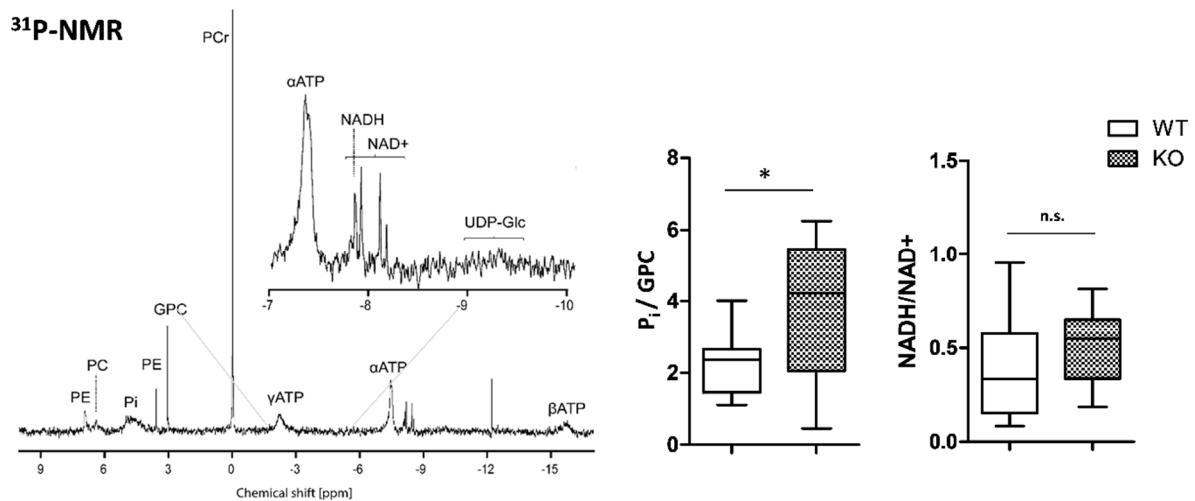 ³¹P-NMR
PCr
αATP
NADH
NAD+
UDP-Glc
-7 -8 -9 -10
GPC
PC
PE
PE
Pi
γATP
αATP
βATP
9 6 3 0 -3 -6 -9 -12 -15
Chemical shift [ppm]
Pᵢ / GPC
8
6
4
2
0
*
NADH/NAD+
1.5
1.0
0.5
0.0
n.s.
WT
KO